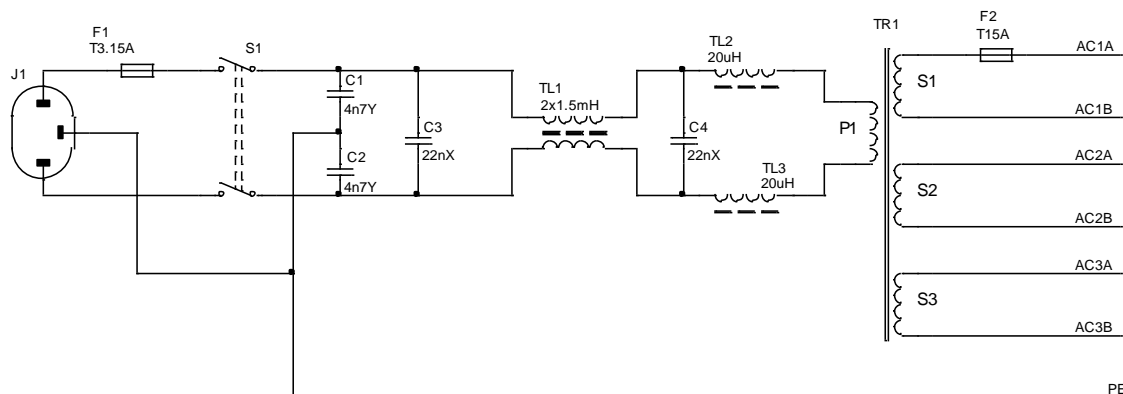 F1
T3.15A
S1
J1
C1
4n7Y
C2
4n7Y
C3
22nX
TL1
2x1.5mH
C4
22nX
TL2
20uH
TL3
20uH
P1
TR1
S1
S2
S3
F2
T15A
AC1A
AC1B
AC2A
AC2B
AC3A
AC3B
PE